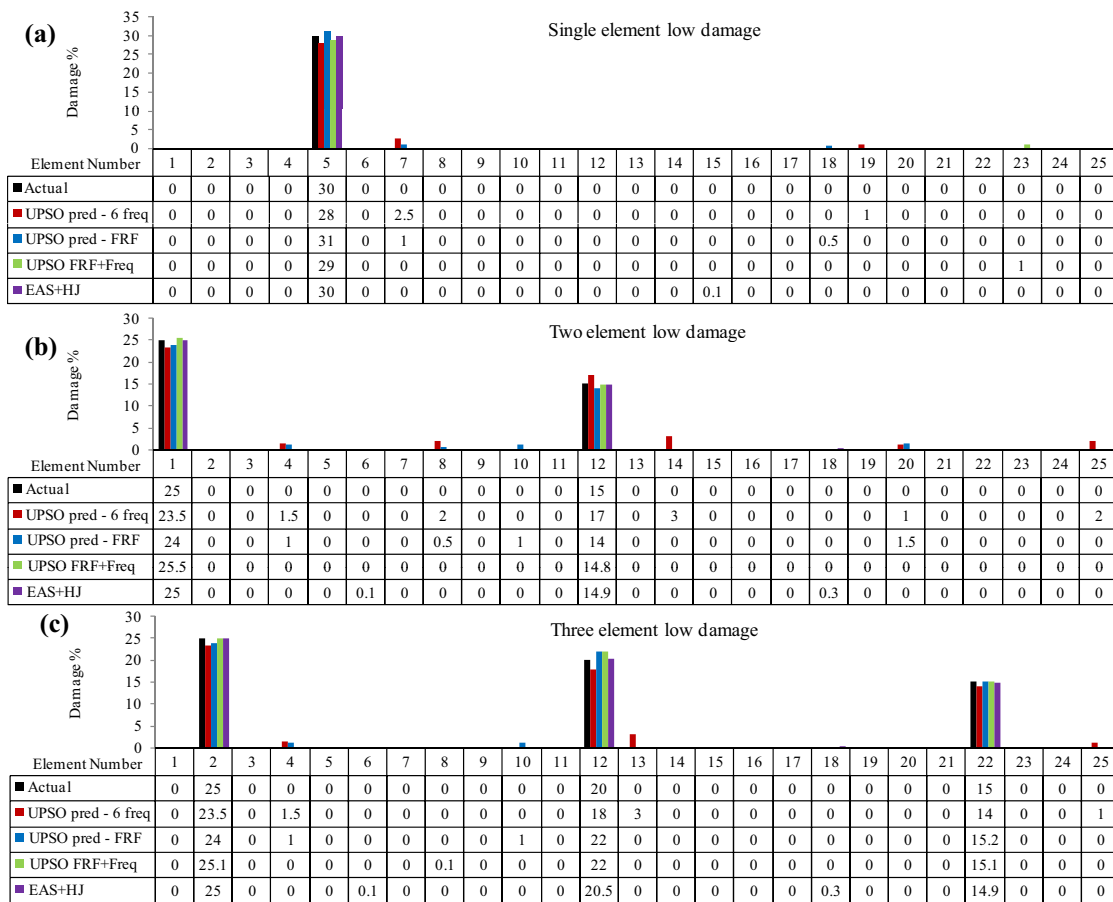 (a)
Single element low damage
Damage %
35
30
25
20
15
10
5
0
Element Number 1 2 3 4 5 6 7 8 9 10 11 12 13 14 15 16 17 18 19 20 21 22 23 24 25
Actual 0 0 0 0 30 0 0 0 0 0 0 0 0 0 0 0 0 0 0 0 0 0 0 0 0
UPSO pred - 6 freq 0 0 0 0 28 0 2.5 0 0 0 0 0 0 0 0 0 0 0 1 0 0 0 0 0 0
UPSO pred - FRF 0 0 0 0 31 0 1 0 0 0 0 0 0 0 0 0 0 0.5 0 0 0 0 0 0 0
UPSO FRF+Freq 0 0 0 0 29 0 0 0 0 0 0 0 0 0 0 0 0 0 0 0 0 0 1 0 0
EAS+HJ 0 0 0 0 30 0 0 0 0 0 0 0 0 0 0.1 0 0 0 0 0 0 0 0 0 0
(b)
Two element low damage
Damage %
30
25
20
15
10
5
0
Element Number 1 2 3 4 5 6 7 8 9 10 11 12 13 14 15 16 17 18 19 20 21 22 23 24 25
Actual 25 0 0 0 0 0 0 0 0 0 0 15 0 0 0 0 0 0 0 0 0 0 0 0 0
UPSO pred - 6 freq 23.5 0 0 1.5 0 0 0 2 0 0 0 17 0 3 0 0 0 0 0 1 0 0 0 0 2
UPSO pred - FRF 24 0 0 1 0 0 0 0.5 0 1 0 14 0 0 0 0 0 0 0 1.5 0 0 0 0 0
UPSO FRF+Freq 25.5 0 0 0 0 0 0 0 0 0 0 14.8 0 0 0 0 0 0 0 0 0 0 0 0 0
EAS+HJ 25 0 0 0 0 0.1 0 0 0 0 0 14.9 0 0 0 0 0 0.3 0 0 0 0 0 0 0
(c)
Three element low damage
Damage %
30
25
20
15
10
5
0
Element Number 1 2 3 4 5 6 7 8 9 10 11 12 13 14 15 16 17 18 19 20 21 22 23 24 25
Actual 0 25 0 0 0 0 0 0 0 0 0 20 0 0 0 0 0 0 0 0 0 15 0 0 0
UPSO pred - 6 freq 0 23.5 0 1.5 0 0 0 0 0 0 0 18 3 0 0 0 0 0 0 0 0 14 0 0 1
UPSO pred - FRF 0 24 0 1 0 0 0 0 0 1 0 22 0 0 0 0 0 0 0 0 0 15.2 0 0 0
UPSO FRF+Freq 0 25.1 0 0 0 0 0 0.1 0 0 0 22 0 0 0 0 0 0 0 0 0 15.1 0 0 0
EAS+HJ 0 25 0 0 0 0.1 0 0 0 0 0 20.5 0 0 0 0 0 0.3 0 0 0 14.9 0 0 0